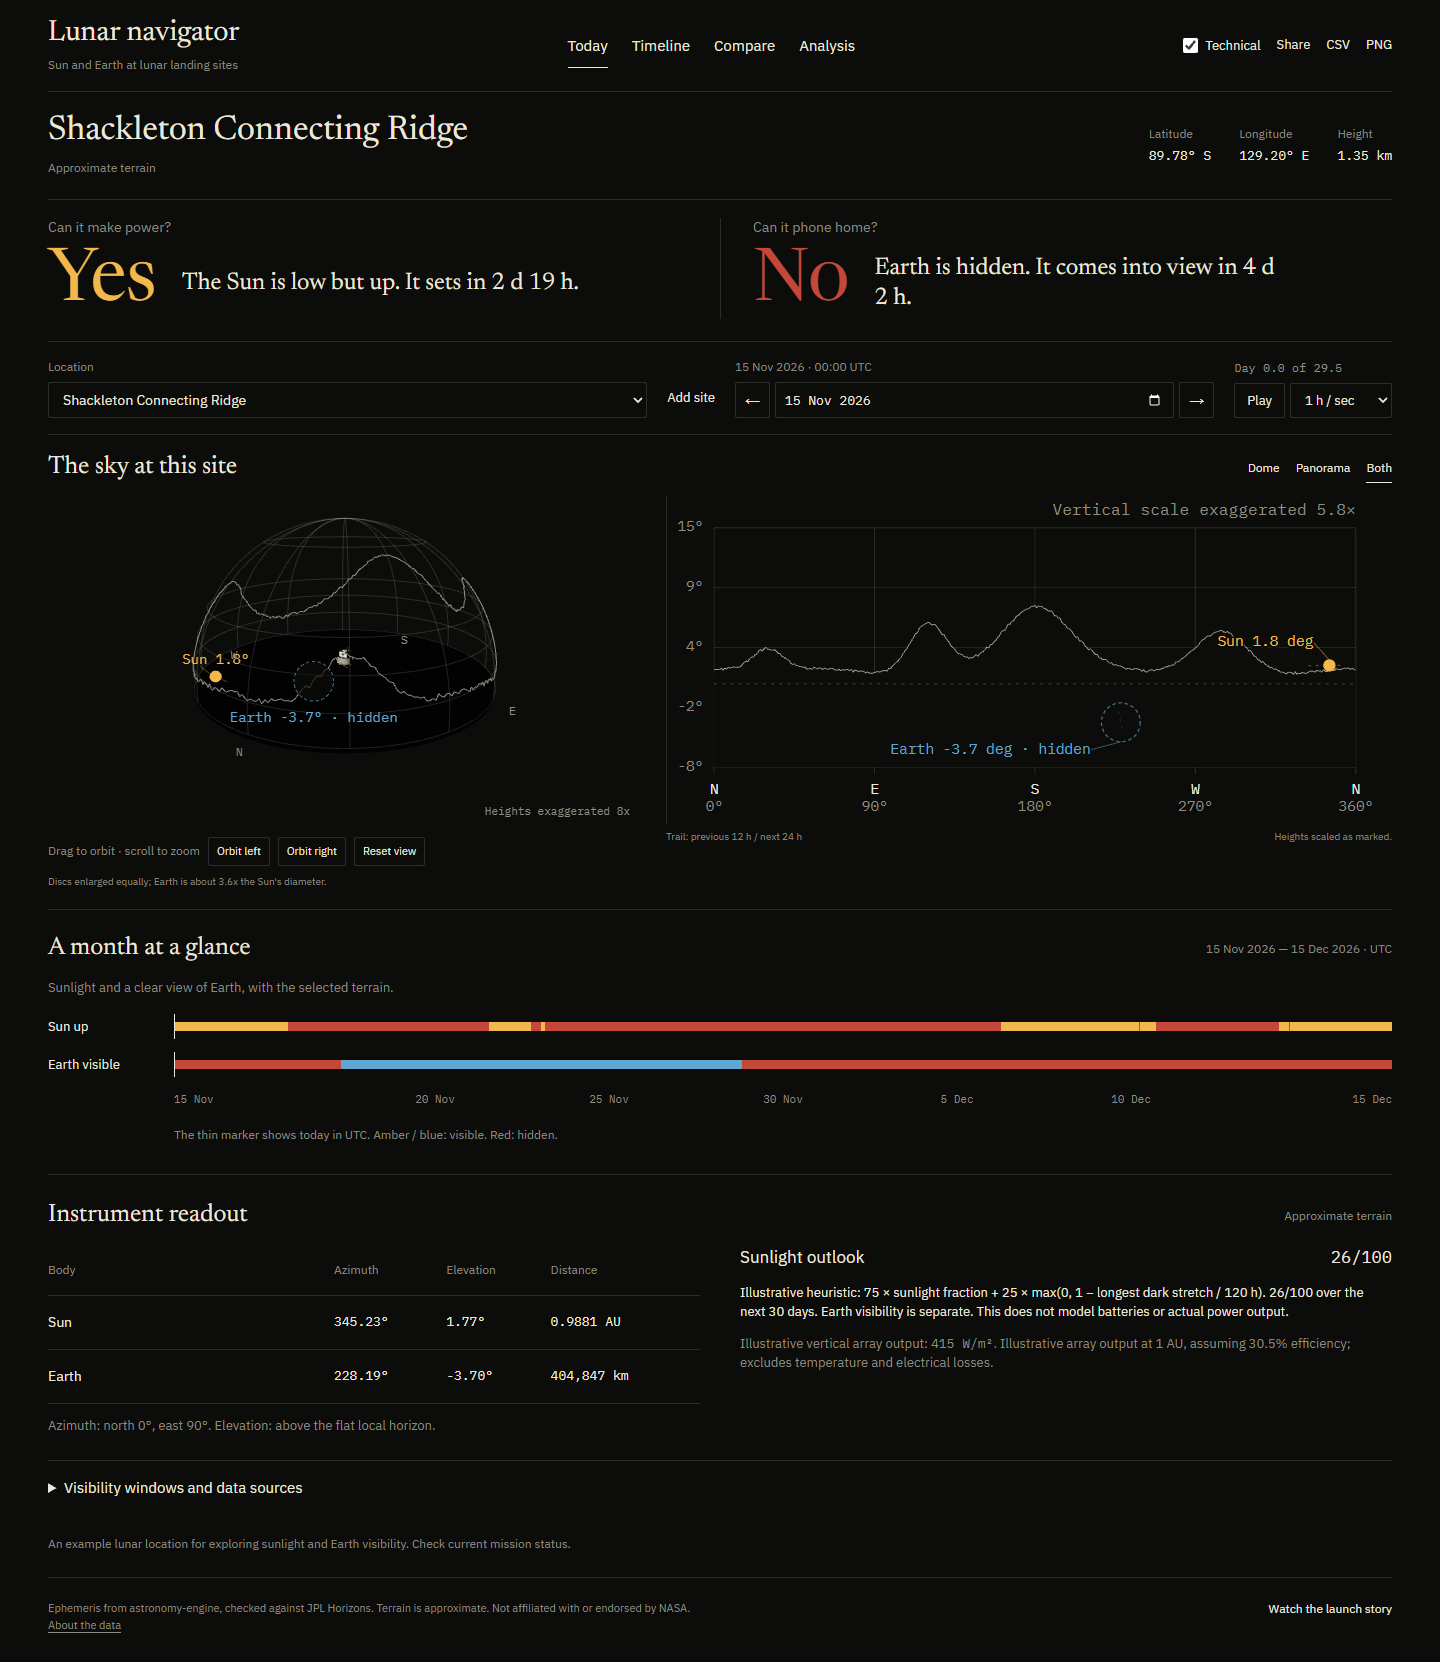 Lunar navigator
Sun and Earth at lunar landing sites
Today
Timeline
Compare
Analysis
Technical
Share
CSV
PNG
Shackleton Connecting Ridge
Approximate terrain
Latitude
Longitude
Height
89.78° S
129.20° E
1.35 km
Can it make power?
Yes
The Sun is low but up. It sets in 2 d 19 h.
Can it phone home?
No
Earth is hidden. It comes into view in 4 d
2 h.
Location
Shackleton Connecting Ridge
Add site
15 Nov 2026 · 00:00 UTC
←
15 Nov 2026
→
Day 0.0 of 29.5
Play
1 h / sec
The sky at this site
Dome
Panorama
Both
S
W
Sun 1.8°
Earth -3.7° · hidden
E
N
Heights exaggerated 8x
Vertical scale exaggerated 5.8×
15°
9°
4°
-2°
-8°
Sun 1.8 deg
Earth -3.7 deg · hidden
N
E
S
W
N
0°
90°
180°
270°
360°
Trail: previous 12 h / next 24 h
Heights scaled as marked.
Drag to orbit · scroll to zoom
Orbit left
Orbit right
Reset view
Discs enlarged equally; Earth is about 3.6x the Sun's diameter.
A month at a glance
15 Nov 2026 — 15 Dec 2026 · UTC
Sunlight and a clear view of Earth, with the selected terrain.
Sun up
Earth visible
15 Nov
20 Nov
25 Nov
30 Nov
5 Dec
10 Dec
15 Dec
The thin marker shows today in UTC. Amber / blue: visible. Red: hidden.
Instrument readout
Approximate terrain
Body
Azimuth
Elevation
Distance
Sun
345.23°
1.77°
0.9881 AU
Earth
228.19°
-3.70°
404,847 km
Azimuth: north 0°, east 90°. Elevation: above the flat local horizon.
Sunlight outlook
26/100
Illustrative heuristic: 75 × sunlight fraction + 25 × max(0, 1 − longest dark stretch / 120 h). 26/100 over the
next 30 days. Earth visibility is separate. This does not model batteries or actual power output.
Illustrative vertical array output: 415 W/m². Illustrative array output at 1 AU, assuming 30.5% efficiency;
excludes temperature and electrical losses.
Visibility windows and data sources
An example lunar location for exploring sunlight and Earth visibility. Check current mission status.
Ephemeris from astronomy-engine, checked against JPL Horizons. Terrain is approximate. Not affiliated with or endorsed by NASA.
About the data
Watch the launch story